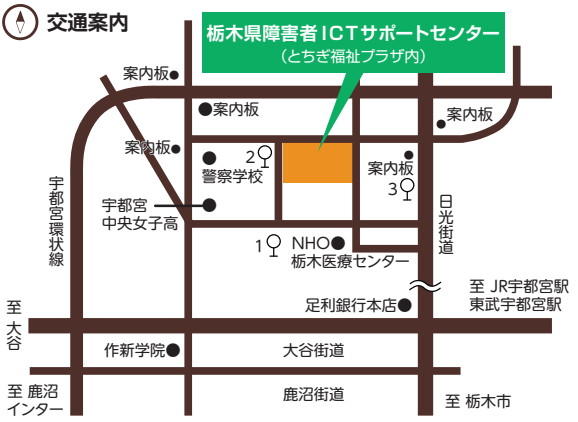 交通案内
栃木県障害者ICTサポートセンター
(とちぎ福祉プラザ内)
案内板
案内板
案内板
案内板
2
警察学校
案内板
3
宇都宮
中央女子高
宇都宮環状線
日光街道
1
NHO
栃木医療センター
至 JR宇都宮駅
東武宇都宮駅
足利銀行本店
至大谷
作新学院
大谷街道
至 鹿沼
インター
鹿沼街道
至 栃木市